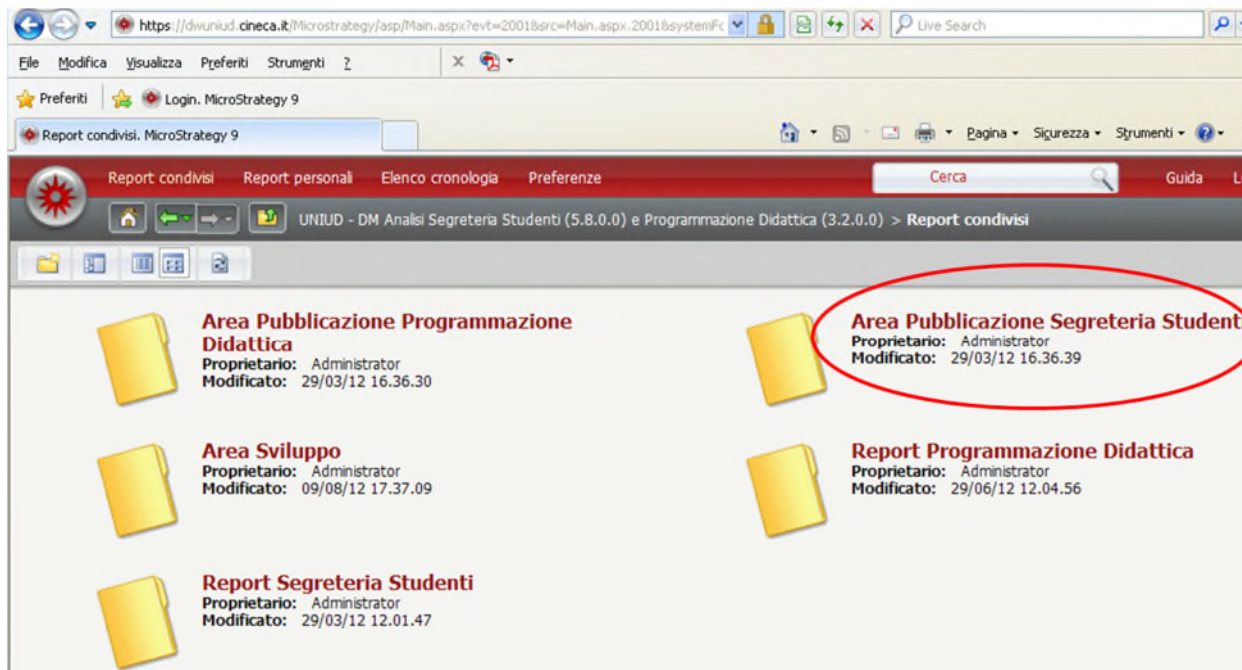 https://dwuniud.cineca.it/Microstrategy/asp/Main.aspx?evt=2001&src=Main.aspx.2001&systemFc
Live Search
File Modifica Visualizza Preferiti Strumenti ?
Preferiti Login. MicroStrategy 9
Report condivisi. MicroStrategy 9
Pagina Sicurezza Strumenti
Report condivisi Report personali Elenco cronologia Preferenze Cerca Guida L
UNIUD - DM Analisi Segreteria Studenti (5.8.0.0) e Programmazione Didattica (3.2.0.0) > Report condivisi
Area Pubblicazione Programmazione
Didattica
Proprietario: Administrator
Modificato: 29/03/12 16.36.30
Area Pubblicazione Segreteria Studenti
Proprietario: Administrator
Modificato: 29/03/12 16.36.39
Area Sviluppo
Proprietario: Administrator
Modificato: 09/08/12 17.37.09
Report Programmazione Didattica
Proprietario: Administrator
Modificato: 29/06/12 12.04.56
Report Segreteria Studenti
Proprietario: Administrator
Modificato: 29/03/12 12.01.47